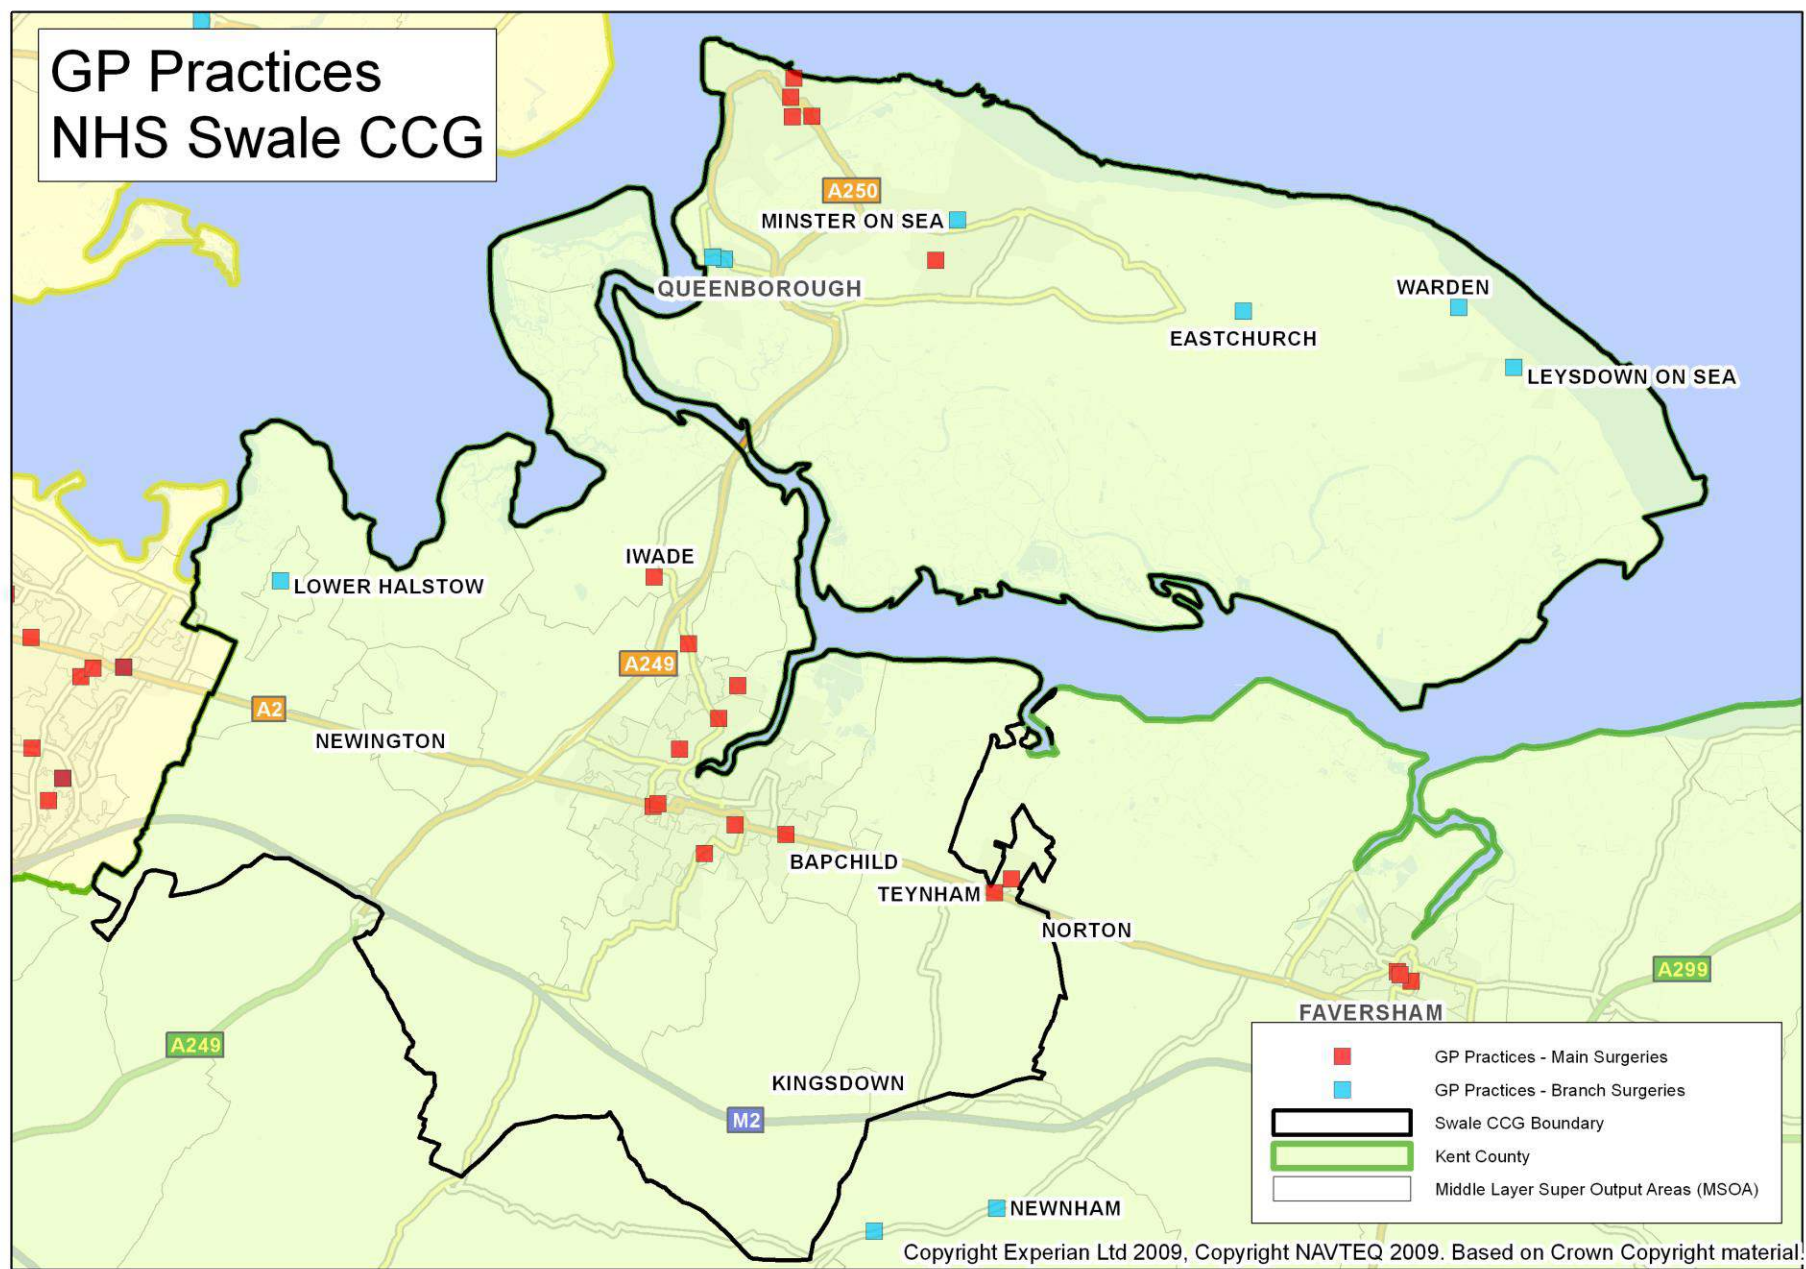 GP Practices
NHS Swale CCG
A250
MINSTER ON SEA
QUEENBOROUGH
WARDEN
EASTCHURCH
LEYSDOWN ON SEA
IWADE
LOWER HALSTOW
A249
A2
NEWINGTON
BAPCHILD
TEYNHAM
NORTON
A299
FAVERSHAM
A249
KINGSDOWN
M2
NEWNHAM
GP Practices - Main Surgeries
GP Practices - Branch Surgeries
Swale CCG Boundary
Kent County
Middle Layer Super Output Areas (MSOA)
Copyright Experian Ltd 2009, Copyright NAVTEQ 2009. Based on Crown Copyright material.